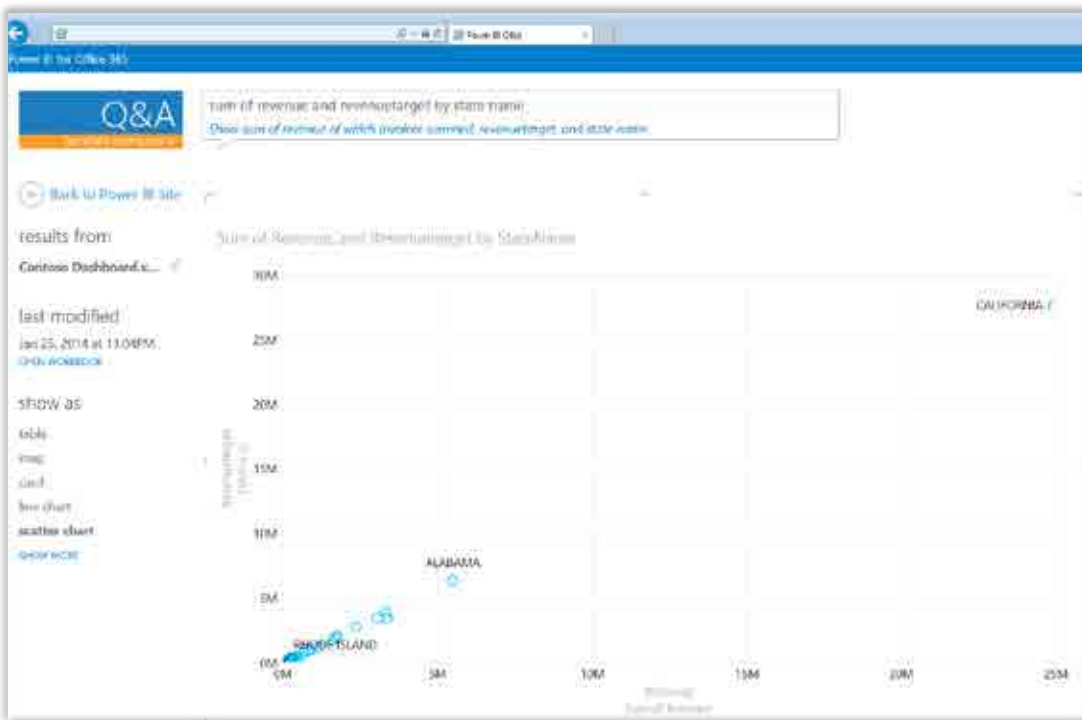 Power BI for Office 365
Q&A
sum of revenue and revenuetarget by state name
Show sum of revenue of which invoices summed, revenuetarget, and state name
Back to Power BI Site
results from
Contoso Dashboard.x...
last modified
Jan 25, 2014 at 11:04PM
OPEN WORKBOOK
show as
table
map
card
line chart
scatter chart
SHOW MORE
Sum of Revenue, and Revenuetarget by StateName
30M
25M
20M
15M
10M
5M
0M
CALIFORNIA
ALABAMA
RHODE ISLAND
0M
5M
10M
15M
20M
25M